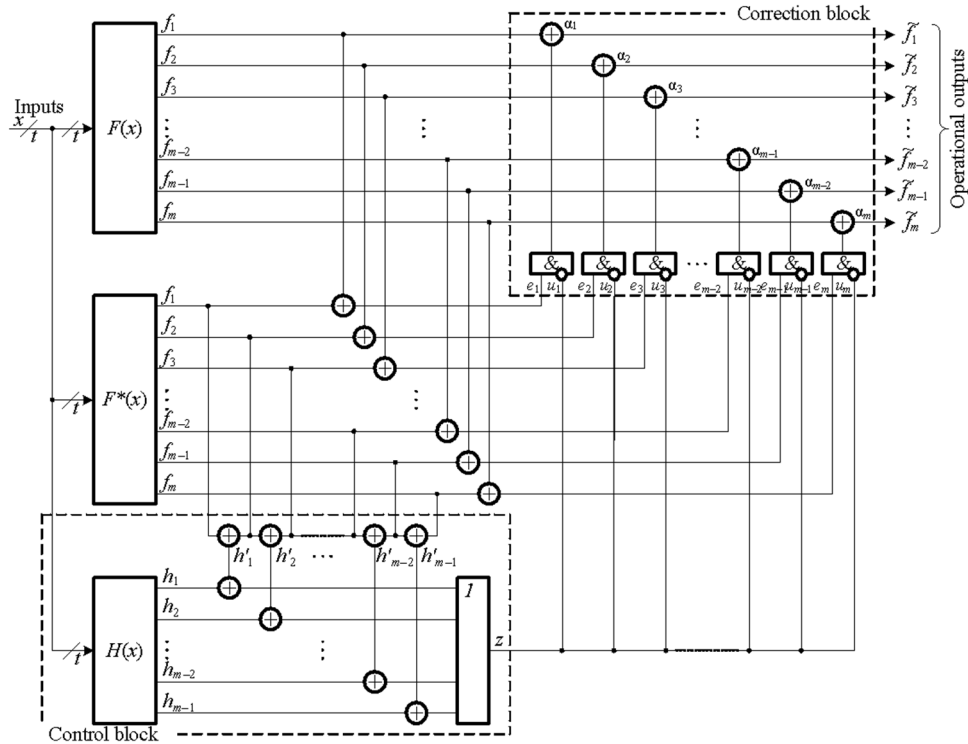 Correction block
Inputs
x
t
t
F(x)
f₁
f₂
f₃
⋮
fₘ₋₂
fₘ₋₁
fₘ
...
α₁
α₂
α₃
αₘ₋₁
αₘ₋₂
αₘ
f̃₁
f̃₂
f̃₃
f̃ₘ₋₂
f̃ₘ₋₁
f̃ₘ
Operational outputs
& & & ... & & &
e₁ u₁ e₂ u₂ e₃ u₃ eₘ₋₂ uₘ₋₂ eₘ₋₁ uₘ₋₁ eₘ uₘ
t
F*(x)
f₁
f₂
f₃
⋮
fₘ₋₂
fₘ₋₁
fₘ
h′₁ h′₂ ... h′ₘ₋₂ h′ₘ₋₁
t
H(x)
h₁
h₂
⋮
hₘ₋₂
hₘ₋₁
1
z
Control block